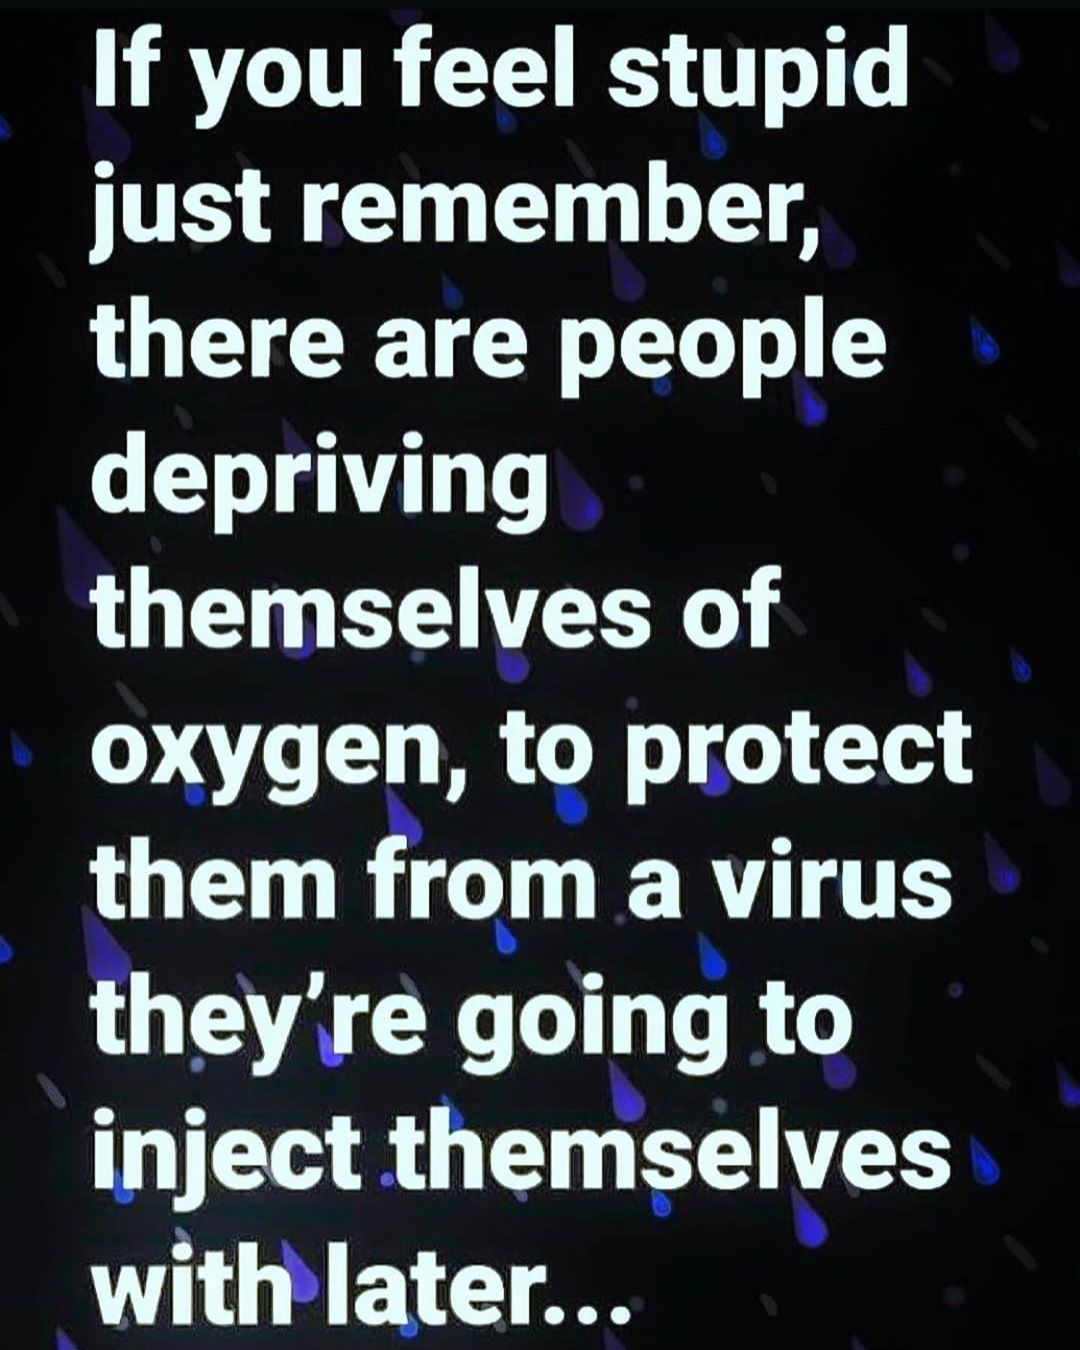 If you feel stupid
just remember,
there are people
depriving
themselves of
oxygen, to protect
them from a virus
they're going to
inject themselves
with later...